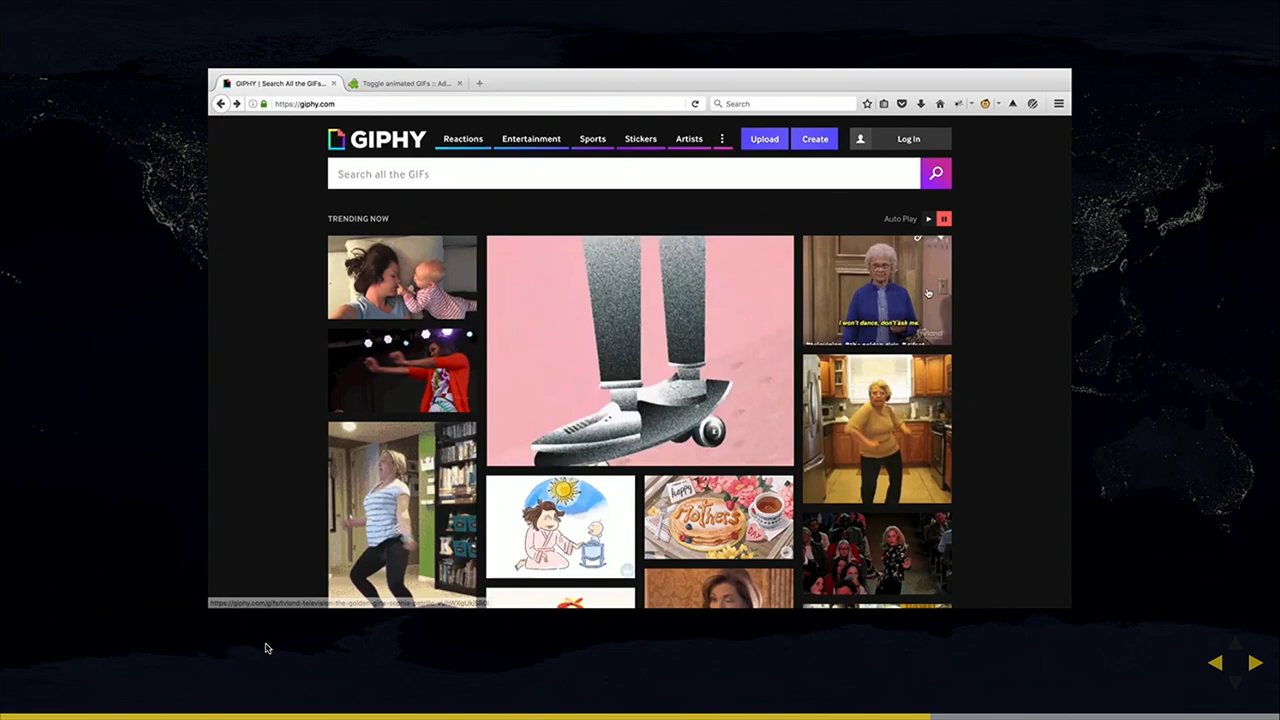 GIPHY | Search All the GIFs...
Toggle animated GIFs :: Ad...
https://giphy.com
Search
GIPHY
Reactions
Entertainment
Sports
Stickers
Artists
Upload
Create
Log In
Search all the GIFs
TRENDING NOW
Auto Play
I won't dance, don't ask me.
tvland
happy
Mothers
DAY